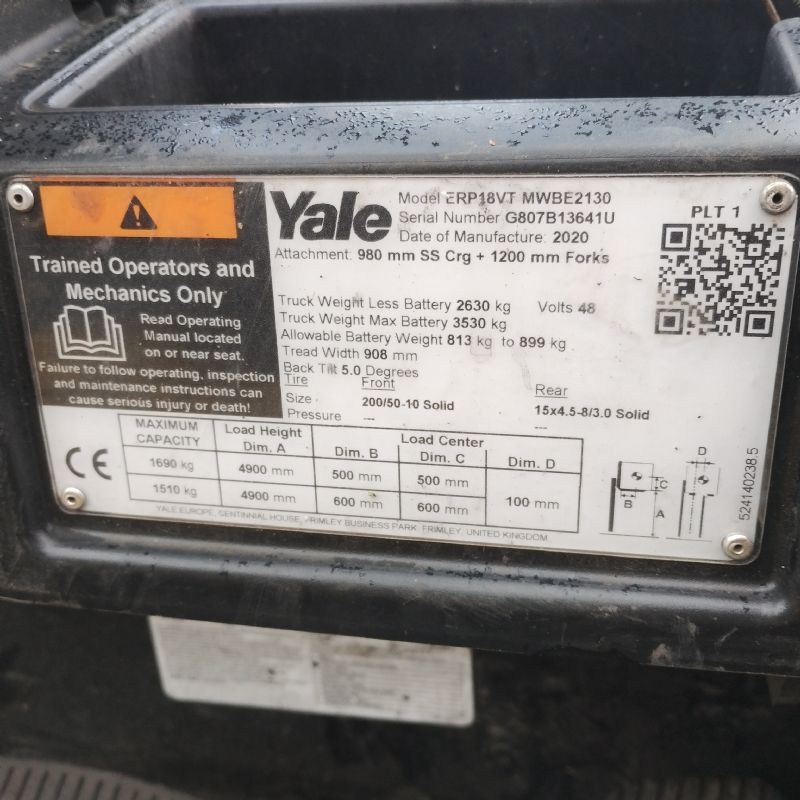 Trained Operators and
Mechanics Only
Read Operating
Manual located
on or near seat.
Failure to follow operating, inspection
and maintenance instructions can
cause serious injury or death!
Yale
Model ERP18VT MWBE2130
Serial Number G807B13641U
Date of Manufacture: 2020
Attachment: 980 mm SS Crg + 1200 mm Forks
PLT 1
Truck Weight Less Battery 2630 kg Volts 48
Truck Weight Max Battery 3530 kg
Allowable Battery Weight 813 kg to 899 kg
Tread Width 908 mm
Back Tilt 5.0 Degrees
Tire Front Rear
Size 200/50-10 Solid 15x4.5-8/3.0 Solid
Pressure --- ---
CE
MAXIMUM CAPACITY Load Height Dim. A Load Center
Dim. B Dim. C Dim. D
1690 kg 4900 mm 500 mm 500 mm 100 mm
1510 kg 4900 mm 600 mm 600 mm
D
C
B
A
524140238.5
YALE EUROPE, CENTENNIAL HOUSE, FRIMLEY BUSINESS PARK, FRIMLEY, UNITED KINGDOM